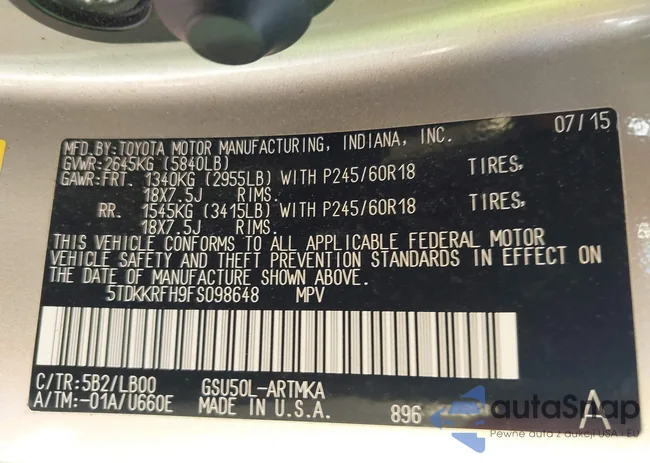 MFD.BY:TOYOTA MOTOR MANUFACTURING, INDIANA, INC. 07/15
GVWR:2645KG (5840LB)
GAWR:FRT. 1340KG (2955LB) WITH P245/60R18 TIRES,
18X7.5J RIMS.
RR. 1545KG (3415LB) WITH P245/60R18 TIRES,
18X7.5J RIMS.
THIS VEHICLE CONFORMS TO ALL APPLICABLE FEDERAL MOTOR
VEHICLE SAFETY AND THEFT PREVENTION STANDARDS IN EFFECT ON
THE DATE OF MANUFACTURE SHOWN ABOVE.
5TDKKRFH9FS098648 MPV
C/TR:5B2/LB00 GSU50L-ARTMKA
A/TM:-01A/U660E MADE IN U.S.A. 896 A
autoSnap
Pewne auta z aukcji USA i EU